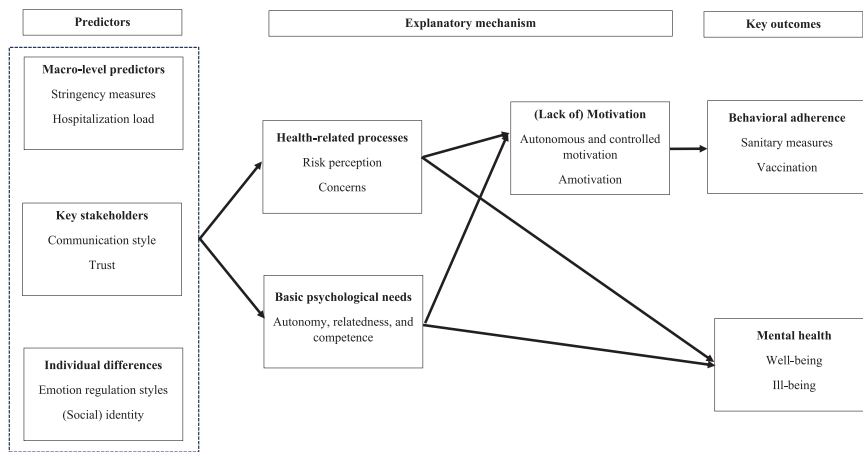 Predictors
Explanatory mechanism
Key outcomes
Macro-level predictors
Stringency measures
Hospitalization load
Key stakeholders
Communication style
Trust
Individual differences
Emotion regulation styles
(Social) identity
Health-related processes
Risk perception
Concerns
Basic psychological needs
Autonomy, relatedness, and
competence
(Lack of) Motivation
Autonomous and controlled
motivation
Amotivation
Behavioral adherence
Sanitary measures
Vaccination
Mental health
Well-being
Ill-being